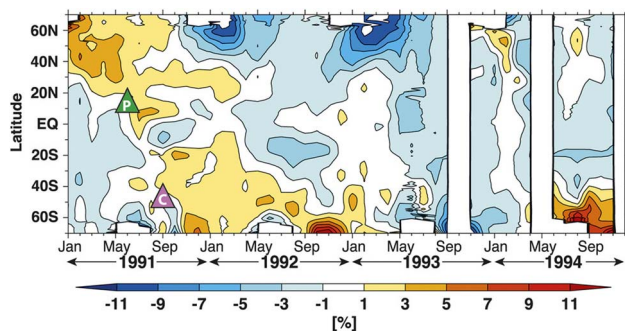 60N
40N
20N
EQ
20S
40S
60S
Latitude
P
C
Jan May Sep Jan May Sep Jan May Sep Jan May Sep
1991 1992 1993 1994
-11 -9 -7 -5 -3 -1 1 3 5 7 9 11
[%]